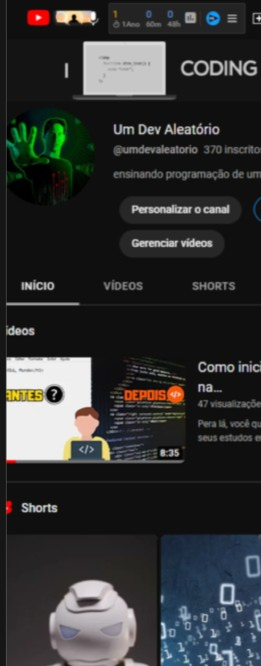 1 0 0
1Ano 60m 48h
CODING
Um Dev Aleatório
@umdevaleatorio 370 inscritos
ensinando programação de um
Personalizar o canal
Gerenciar vídeos
INÍCIO VÍDEOS SHORTS
ídeos
ANTES ? DEPOIS </>
</>
8:35
Como inici
na...
47 visualizaçõe
Pera lá, você qu
seus estudos e
Shorts